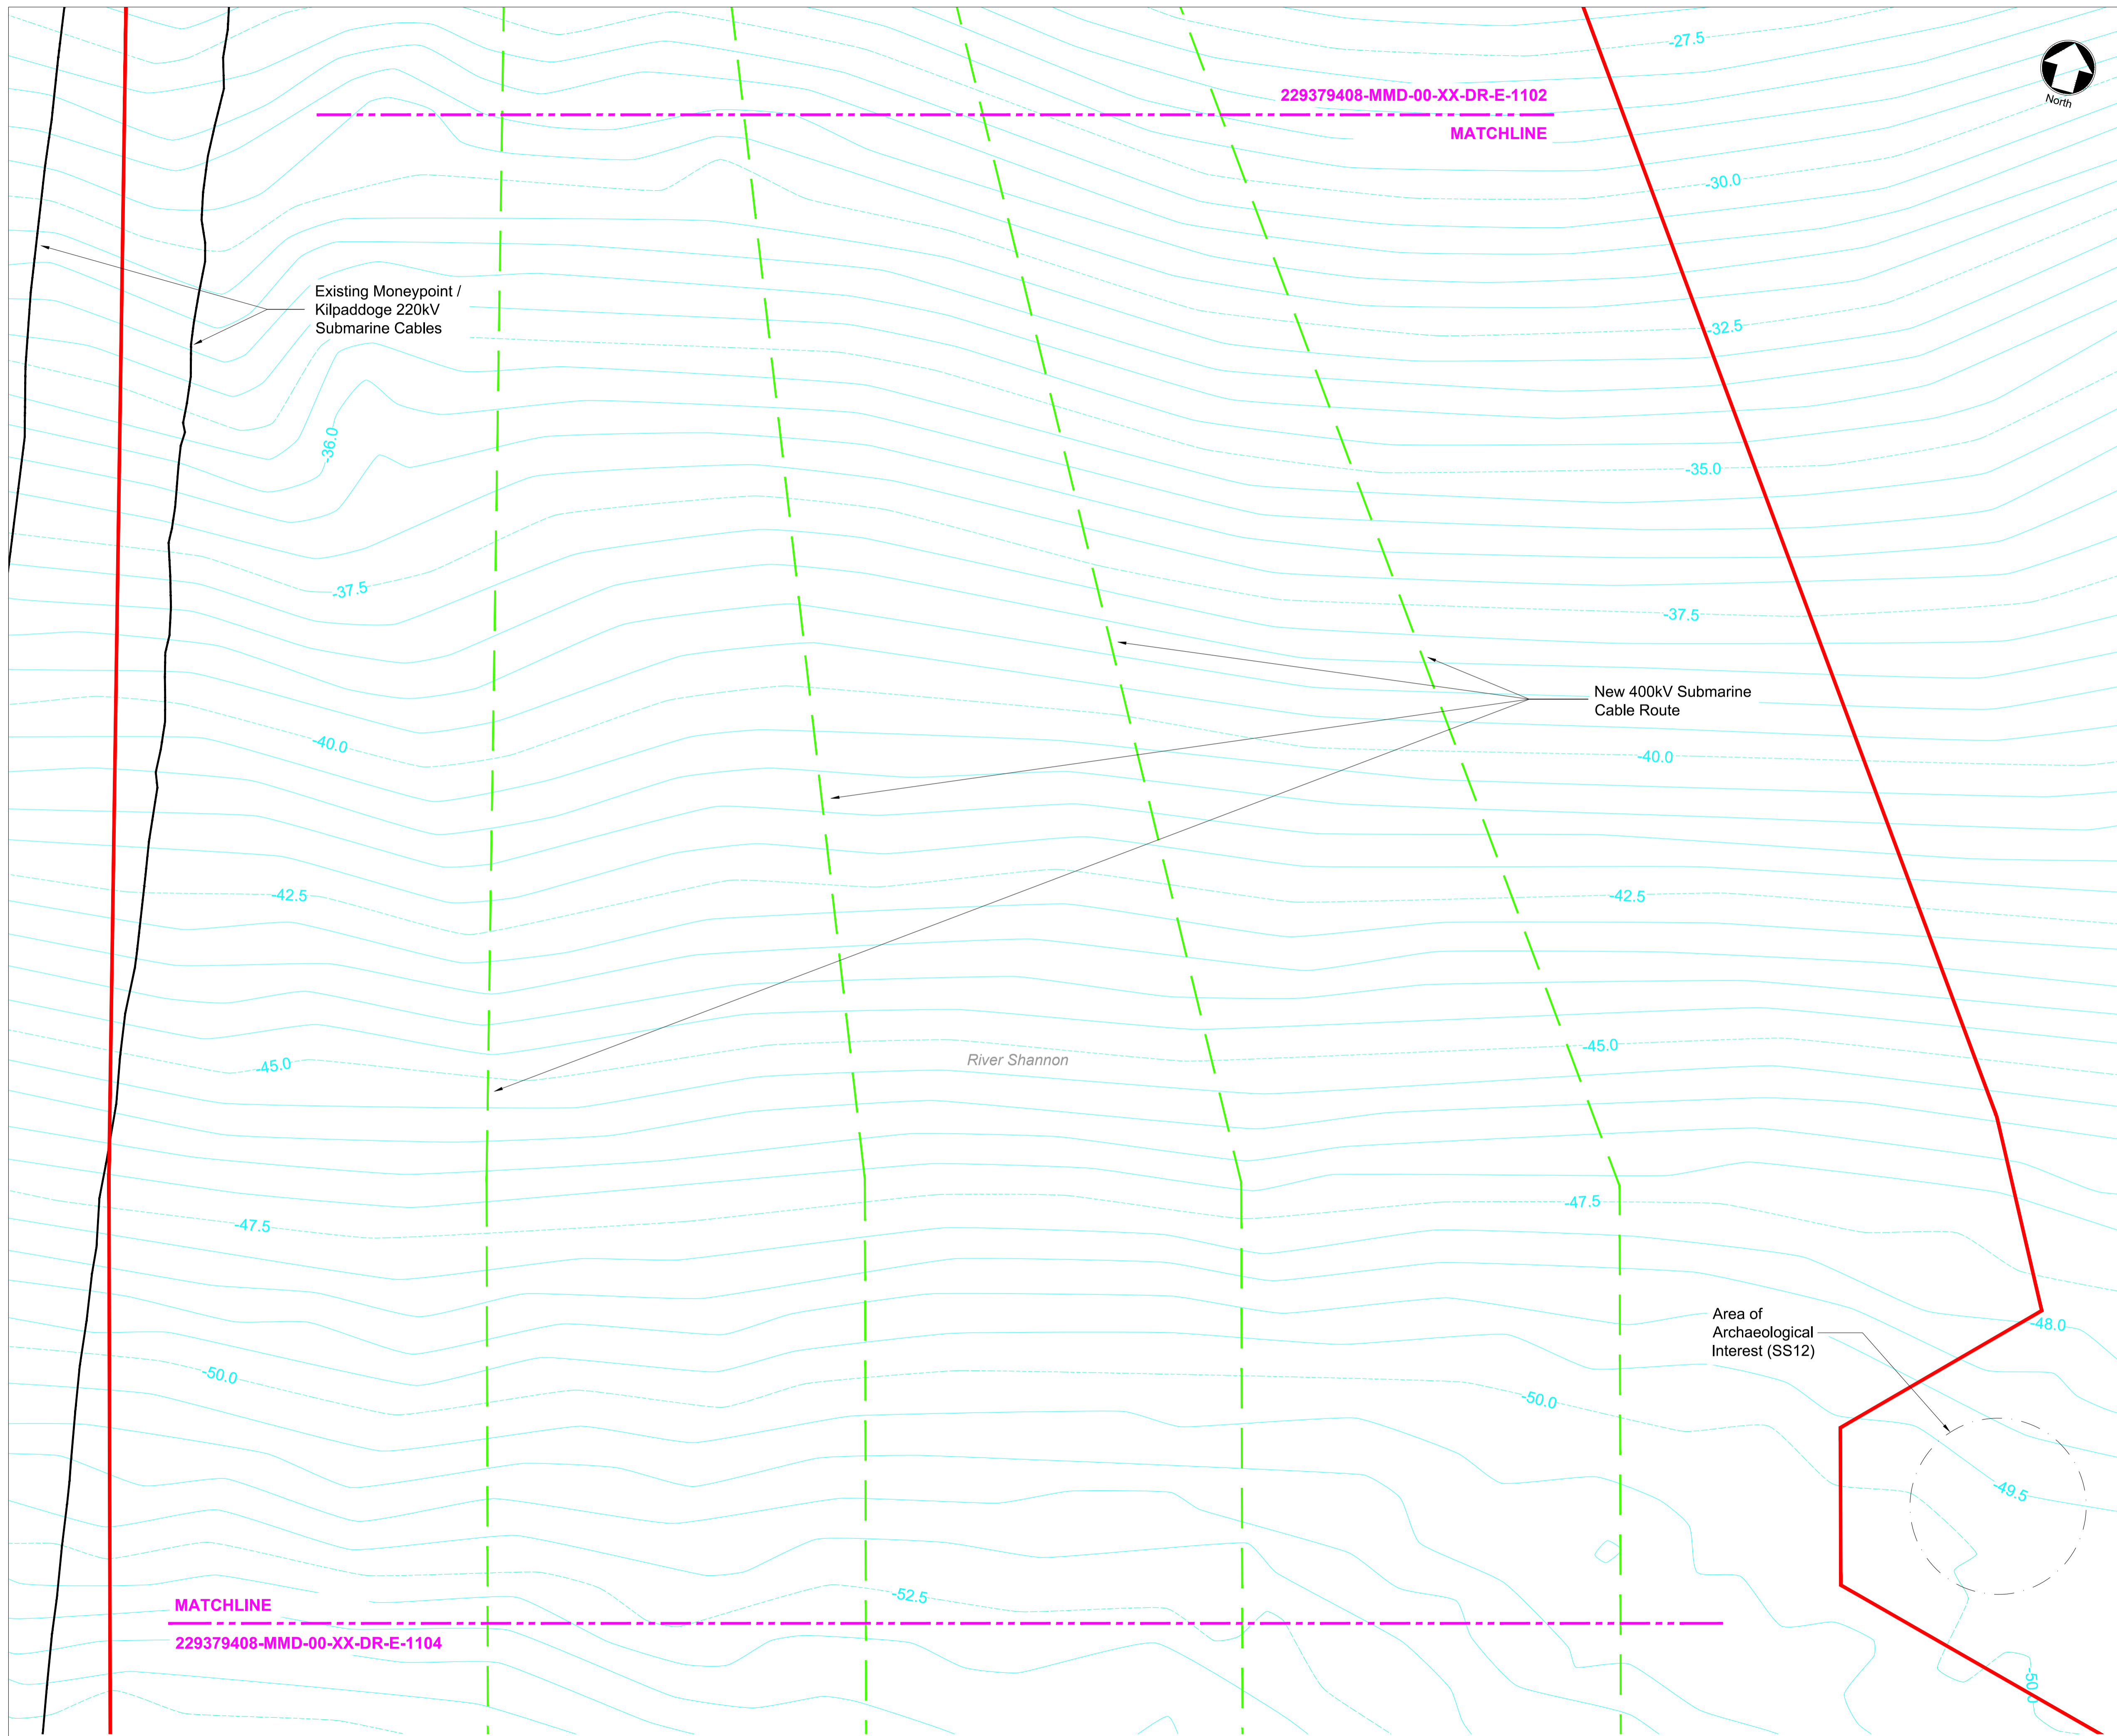 -27.5
North
229379408-MMD-00-XX-DR-E-1102
MATCHLINE
-30.0
Existing Moneypoint /
Kilpaddoge 220kV
Submarine Cables
-32.5
-36.0
-35.0
-37.5
-37.5
New 400kV Submarine
Cable Route
-40.0
-40.0
-42.5
-42.5
River Shannon
-45.0
-45.0
-47.5
-47.5
Area of
Archaeological
Interest (SS12)
-48.0
-50.0
-50.0
-49.5
-52.5
MATCHLINE
229379408-MMD-00-XX-DR-E-1104
-50.0